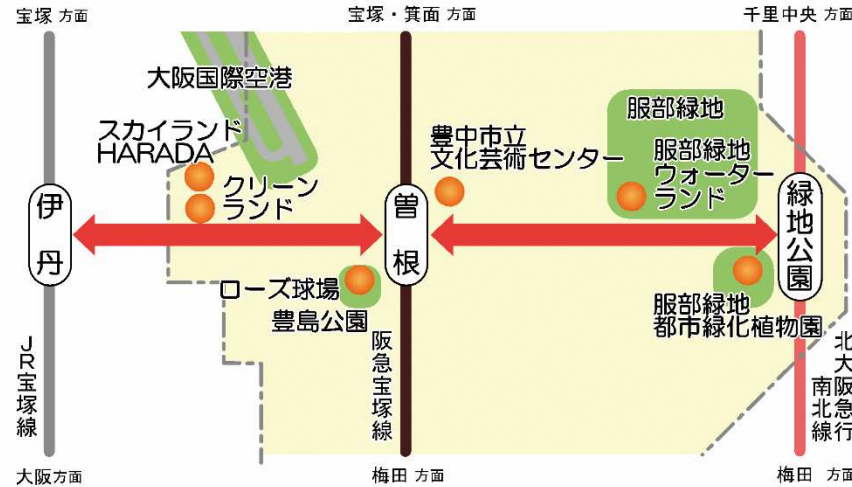 宝塚 方面
宝塚・箕面 方面
千里中央 方面
大阪国際空港
スカイランド
HARADA
クリーン
ランド
豊中市立
文化芸術センター
服部緑地
服部緑地
ウォーター
ランド
伊丹
曽根
緑地公園
ローズ球場
豊島公園
服部緑地
都市緑化植物園
JR宝塚線
阪急宝塚線
北大阪急行
南北線
大阪方面
梅田 方面
梅田 方面